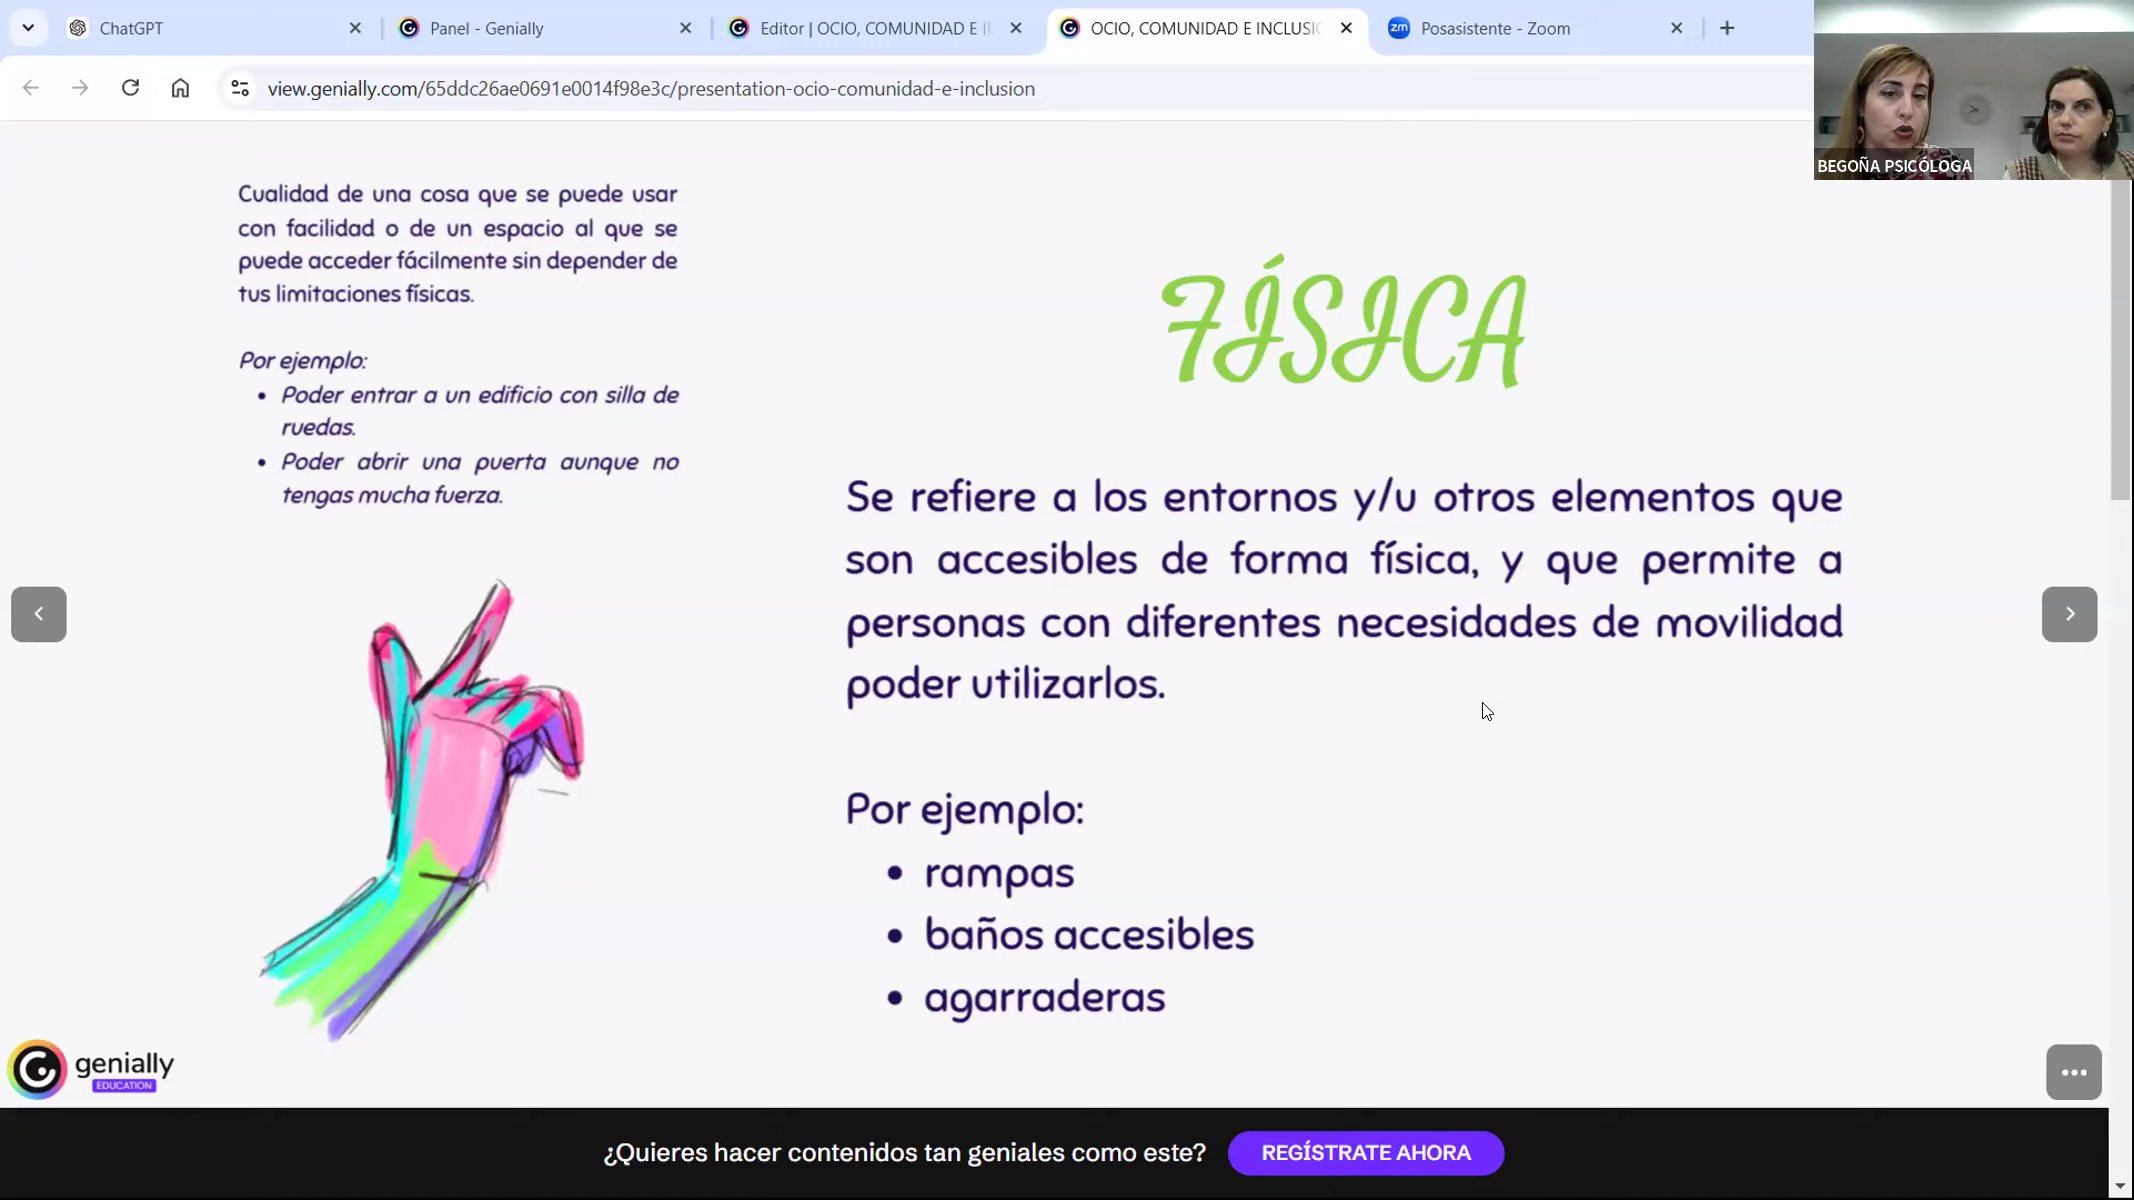 ChatGPT
Panel - Genially
Editor | OCIO, COMUNIDAD E I
OCIO, COMUNIDAD E INCLUSI
zm Posasistente - Zoom
view.genially.com/65ddc26ae0691e0014f98e3c/presentation-ocio-comunidad-e-inclusion
BEGOÑA PSICÓLOGA
Cualidad de una cosa que se puede usar
con facilidad o de un espacio al que se
puede acceder fácilmente sin depender de
tus limitaciones físicas.
Por ejemplo:
• Poder entrar a un edificio con silla de
ruedas.
• Poder abrir una puerta aunque no
tengas mucha fuerza.
FÍSICA
Se refiere a los entornos y/u otros elementos que
son accesibles de forma física, y que permite a
personas con diferentes necesidades de movilidad
poder utilizarlos.
Por ejemplo:
• rampas
• baños accesibles
• agarraderas
genially
EDUCATION
¿Quieres hacer contenidos tan geniales como este?
REGÍSTRATE AHORA